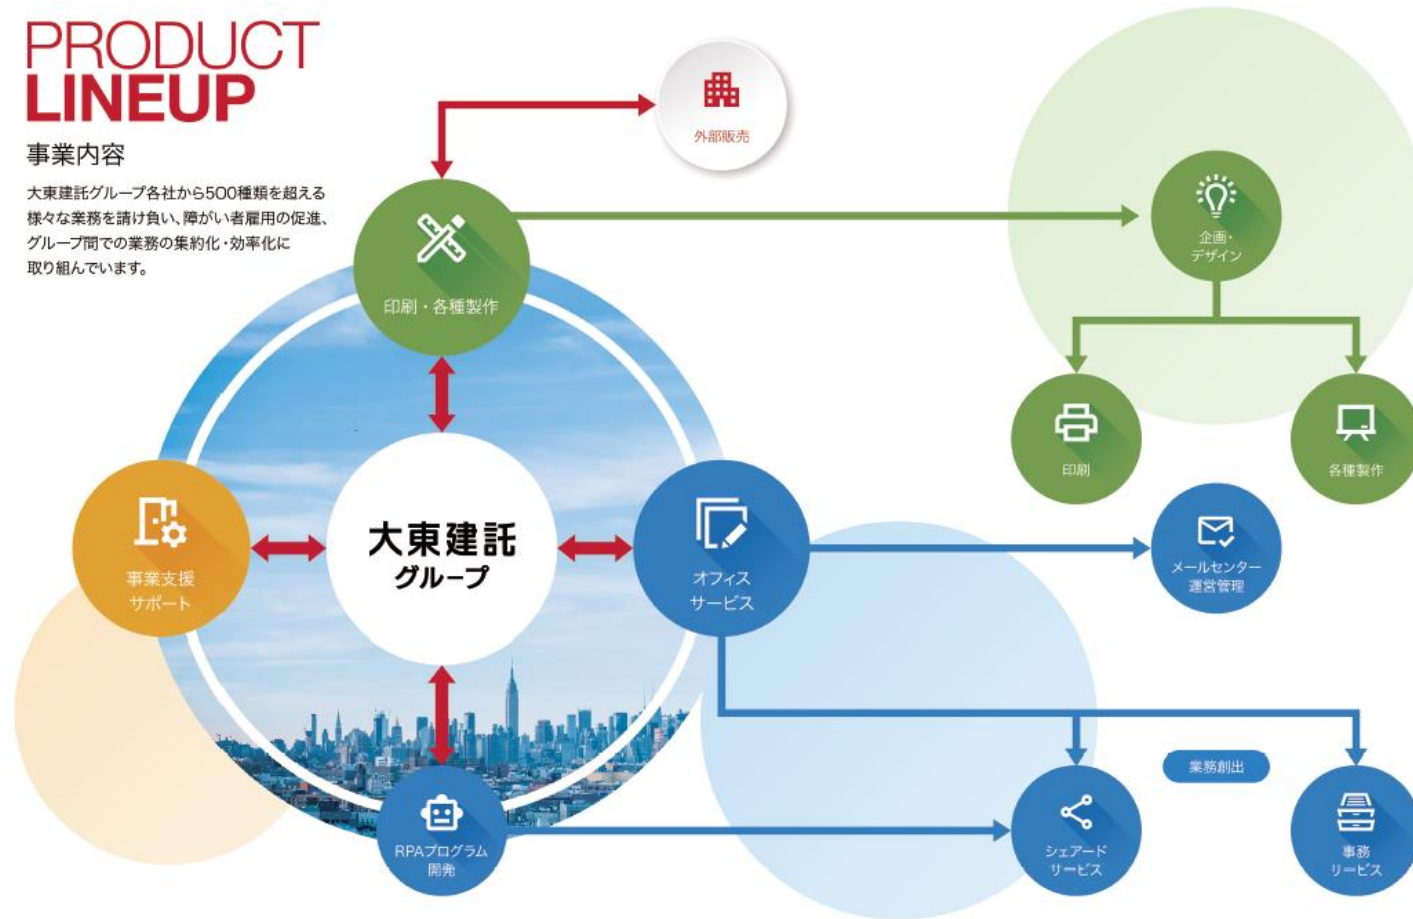 PRODUCT
LINEUP
事業内容
大東建託グループ各社から500種類を超える
様々な業務を請け負い、障がい者雇用の促進、
グループ間での業務の集約化・効率化に
取り組んでいます。
外部販売
印刷・各種製作
企画・
デザイン
印刷
各種製作
事業支援
サポート
大東建託
グループ
オフィス
サービス
メールセンター
運営管理
業務創出
RPAプログラム
開発
シェアード
サービス
事務
サービス